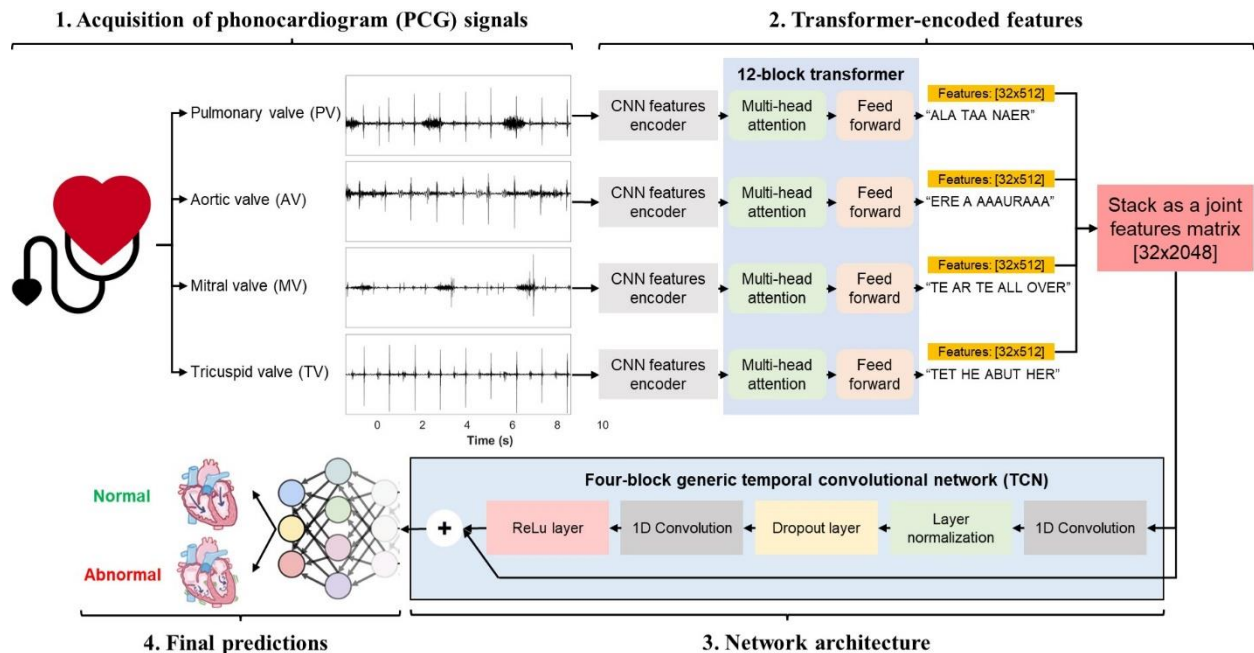 1. Acquisition of phonocardiogram (PCG) signals
2. Transformer-encoded features
12-block transformer
Pulmonary valve (PV)
CNN features
encoder
Multi-head
attention
Feed
forward
Features: [32x512]
“ALA TAA NAER”
Aortic valve (AV)
CNN features
encoder
Multi-head
attention
Feed
forward
Features: [32x512]
“ERE A AAAURAAA”
Stack as a joint
features matrix
[32x2048]
Mitral valve (MV)
CNN features
encoder
Multi-head
attention
Feed
forward
Features: [32x512]
“TE AR TE ALL OVER”
Tricuspid valve (TV)
CNN features
encoder
Multi-head
attention
Feed
forward
Features: [32x512]
“TET HE ABUT HER”
0 2 4 6 8 10
Time (s)
Four-block generic temporal convolutional network (TCN)
Normal
Abnormal
+
ReLu layer
1D Convolution
Dropout layer
Layer
normalization
1D Convolution
4. Final predictions
3. Network architecture